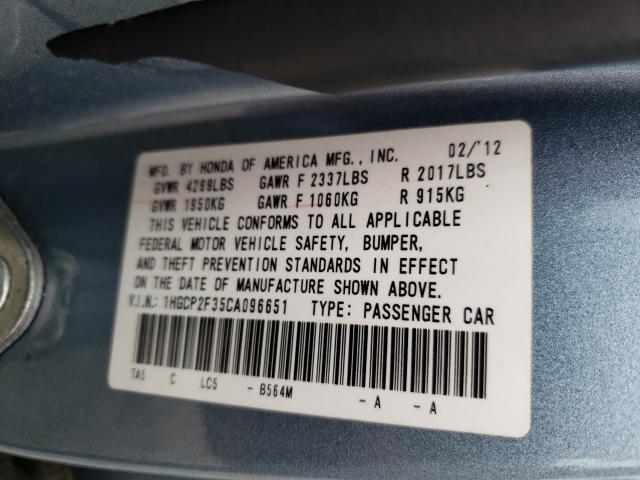 MFD. BY HONDA OF AMERICA MFG., INC. 02/'12
GVWR 4299LBS GAWR F 2337LBS R 2017LBS
GVWR 1950KG GAWR F 1060KG R 915KG
THIS VEHICLE CONFORMS TO ALL APPLICABLE
FEDERAL MOTOR VEHICLE SAFETY, BUMPER,
AND THEFT PREVENTION STANDARDS IN EFFECT
ON THE DATE OF MANUFACTURE SHOWN ABOVE.
V.I.N.: 1HGCP2F35CA096651 TYPE: PASSENGER CAR
TA5 C LC5 - B564M - A - A